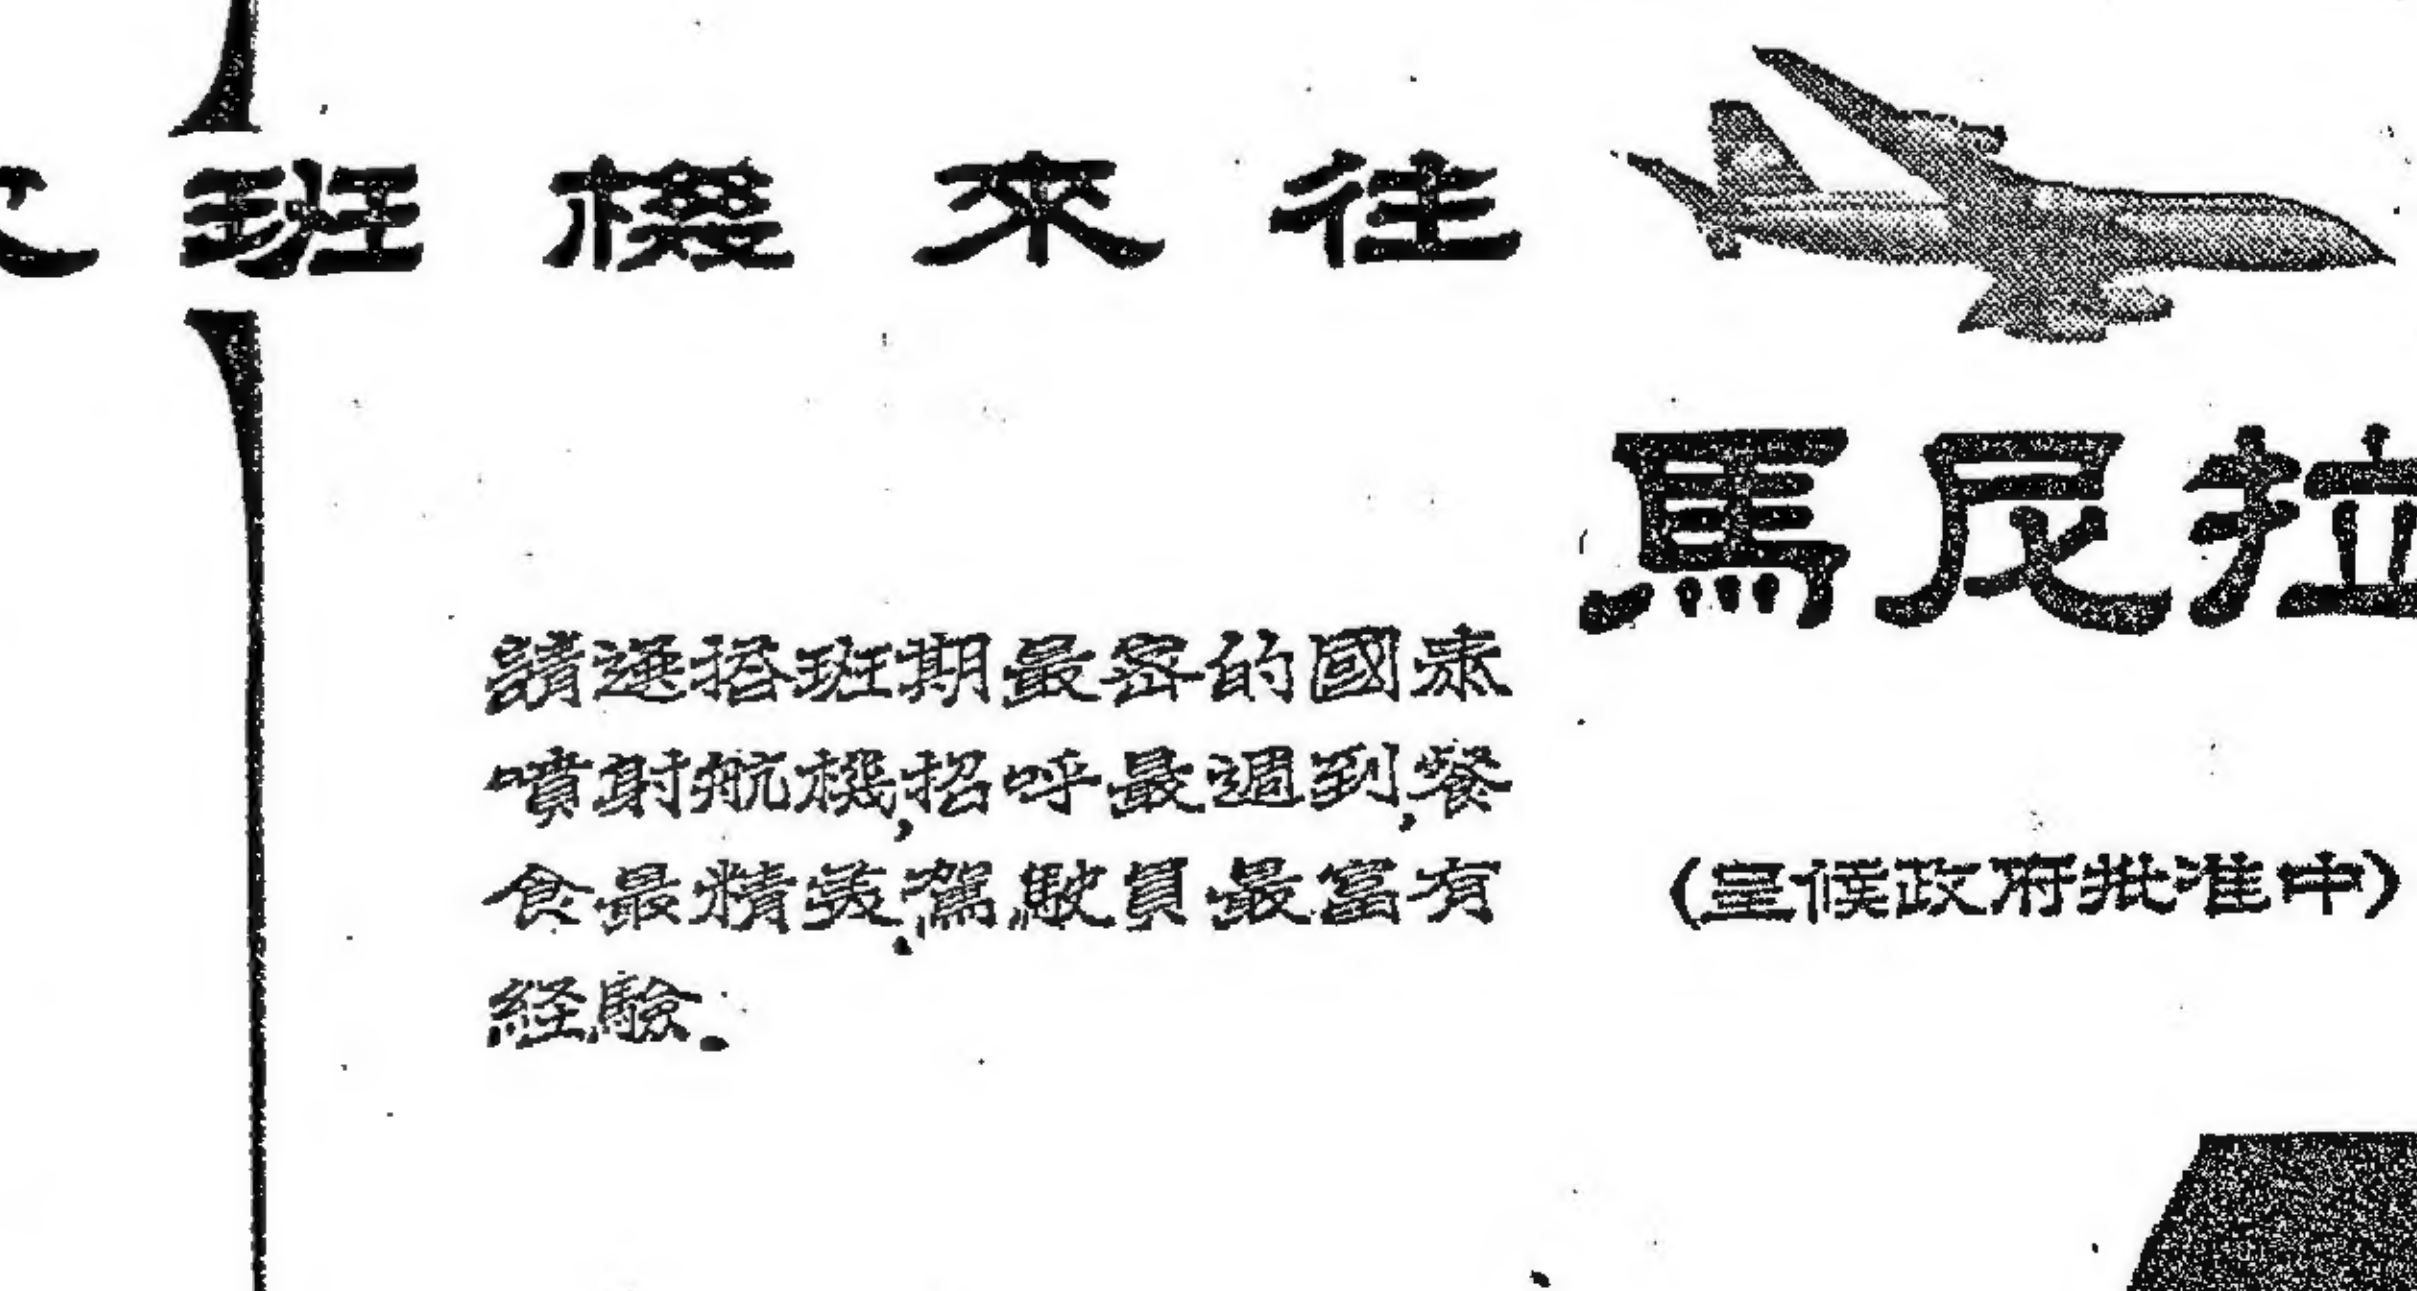 班機來往
馬尼拉
請選搭班期最密的國泰
噴射航機,招呼最週到,餐
食最精美.駕駛員最富有
経驗.
(呈候政府批准中)